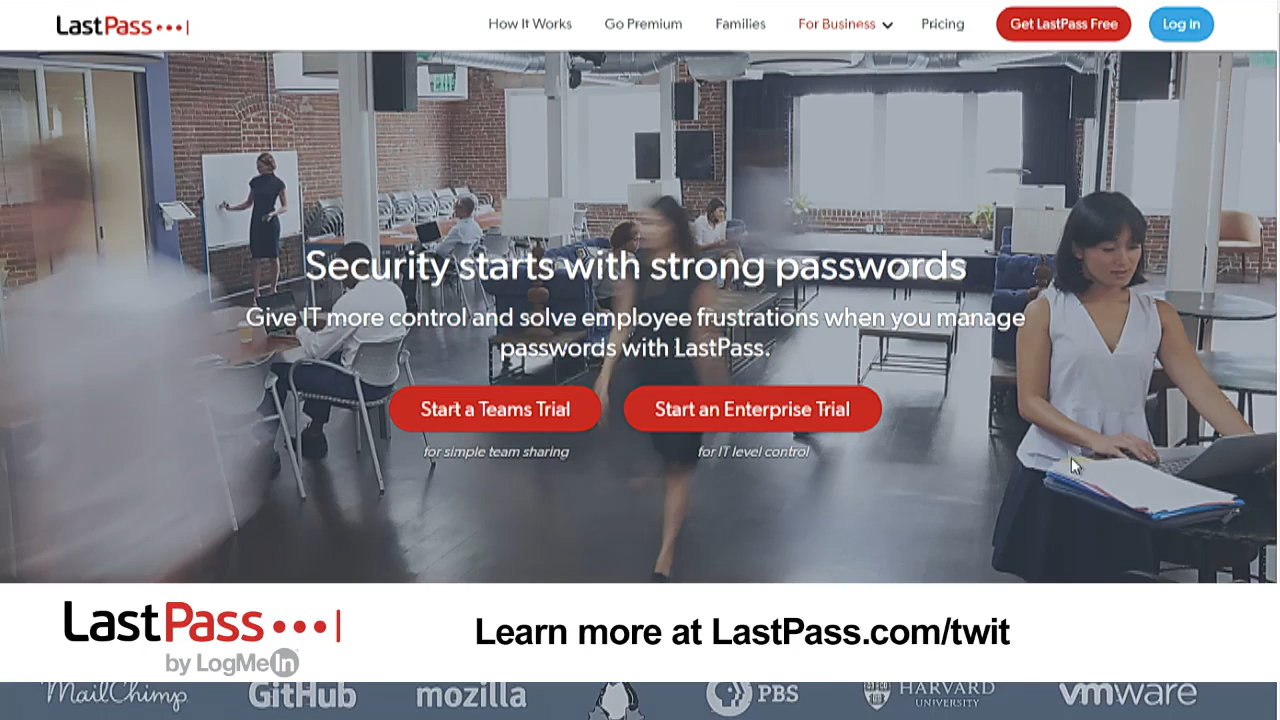 LastPass How It Works Go Premium Families For Business Pricing Get LastPass Free Log In
Security starts with strong passwords
Give IT more control and solve employee frustrations when you manage
passwords with LastPass.
Start a Teams Trial Start an Enterprise Trial
for simple team sharing for IT level control
LastPass Learn more at LastPass.com/twit
by LogMeIn
MailChimp GitHub mozilla PBS HARVARD UNIVERSITY vmware